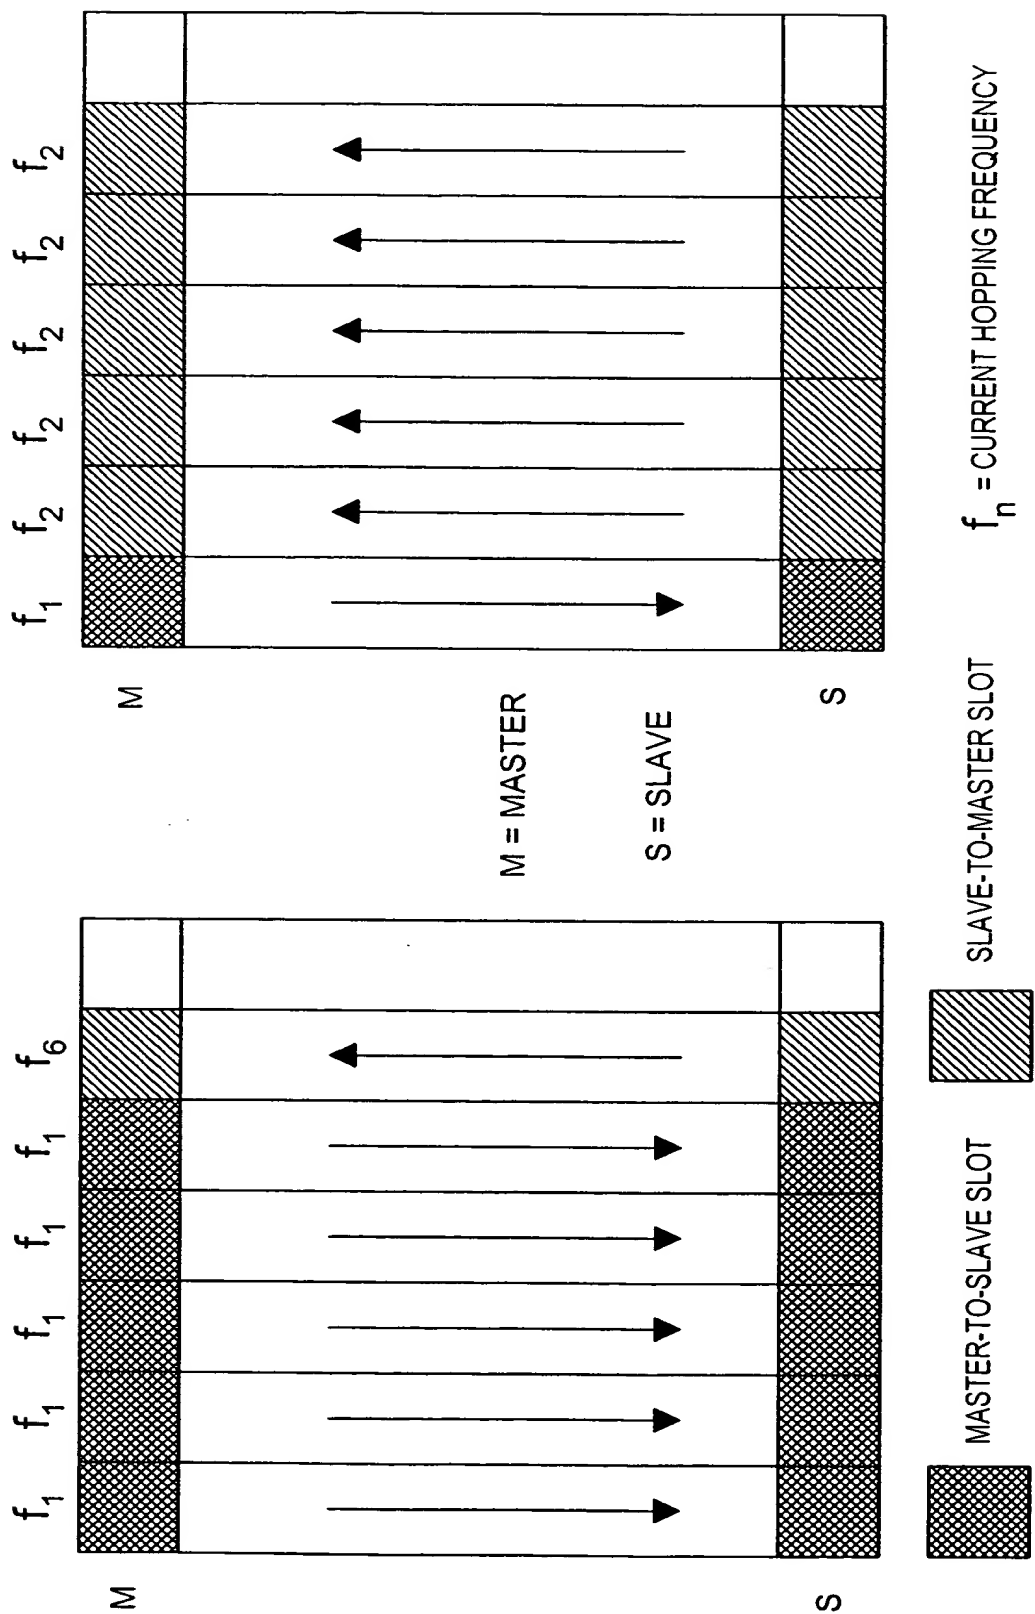 f₁ f₁ f₁ f₁ f₁ f₆
f₁ f₂ f₂ f₂ f₂ f₂
M
M
M = MASTER
S = SLAVE
S
S
MASTER-TO-SLAVE SLOT
SLAVE-TO-MASTER SLOT
fₙ = CURRENT HOPPING FREQUENCY